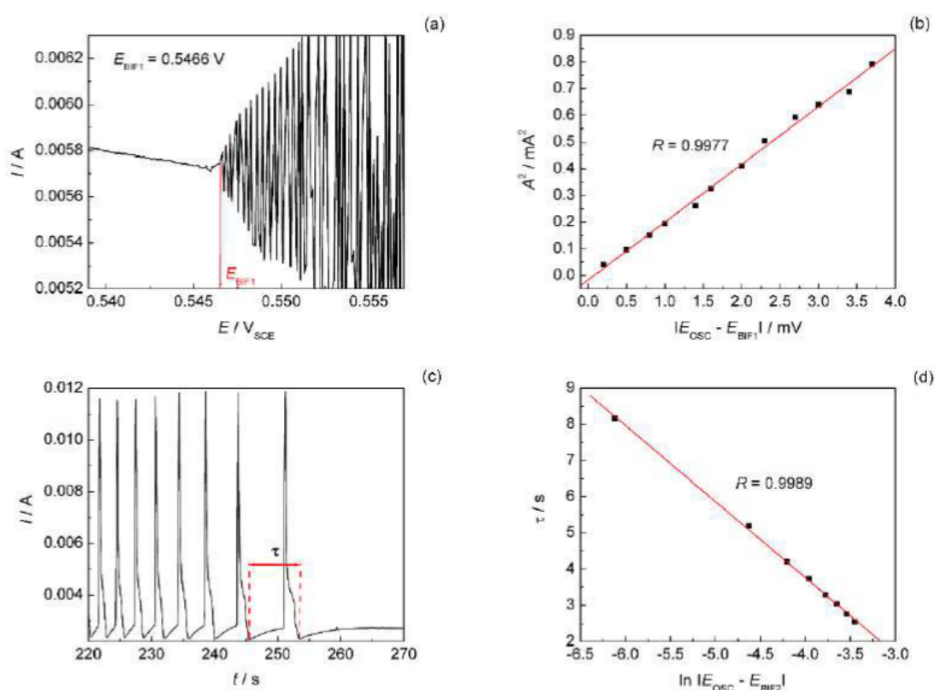 (a)
E_BIF1 = 0.5466 V
0.0062
0.0060
0.0058
0.0056
0.0054
0.0052
I / A
E_BIF1
0.540 0.545 0.550 0.555
E / V_SCE
(b)
0.9
0.8
0.7
0.6
0.5
0.4
0.3
0.2
0.1
0.0
A² / mA²
R = 0.9977
0.0 0.5 1.0 1.5 2.0 2.5 3.0 3.5 4.0
|E_OSC - E_BIF1| / mV
(c)
0.012
0.010
0.008
0.006
0.004
I / A
τ
220 230 240 250 260 270
t / s
(d)
9
8
7
6
5
4
3
2
τ / s
R = 0.9989
-6.5 -6.0 -5.5 -5.0 -4.5 -4.0 -3.5 -3.0
ln |E_OSC - E_BIF2|